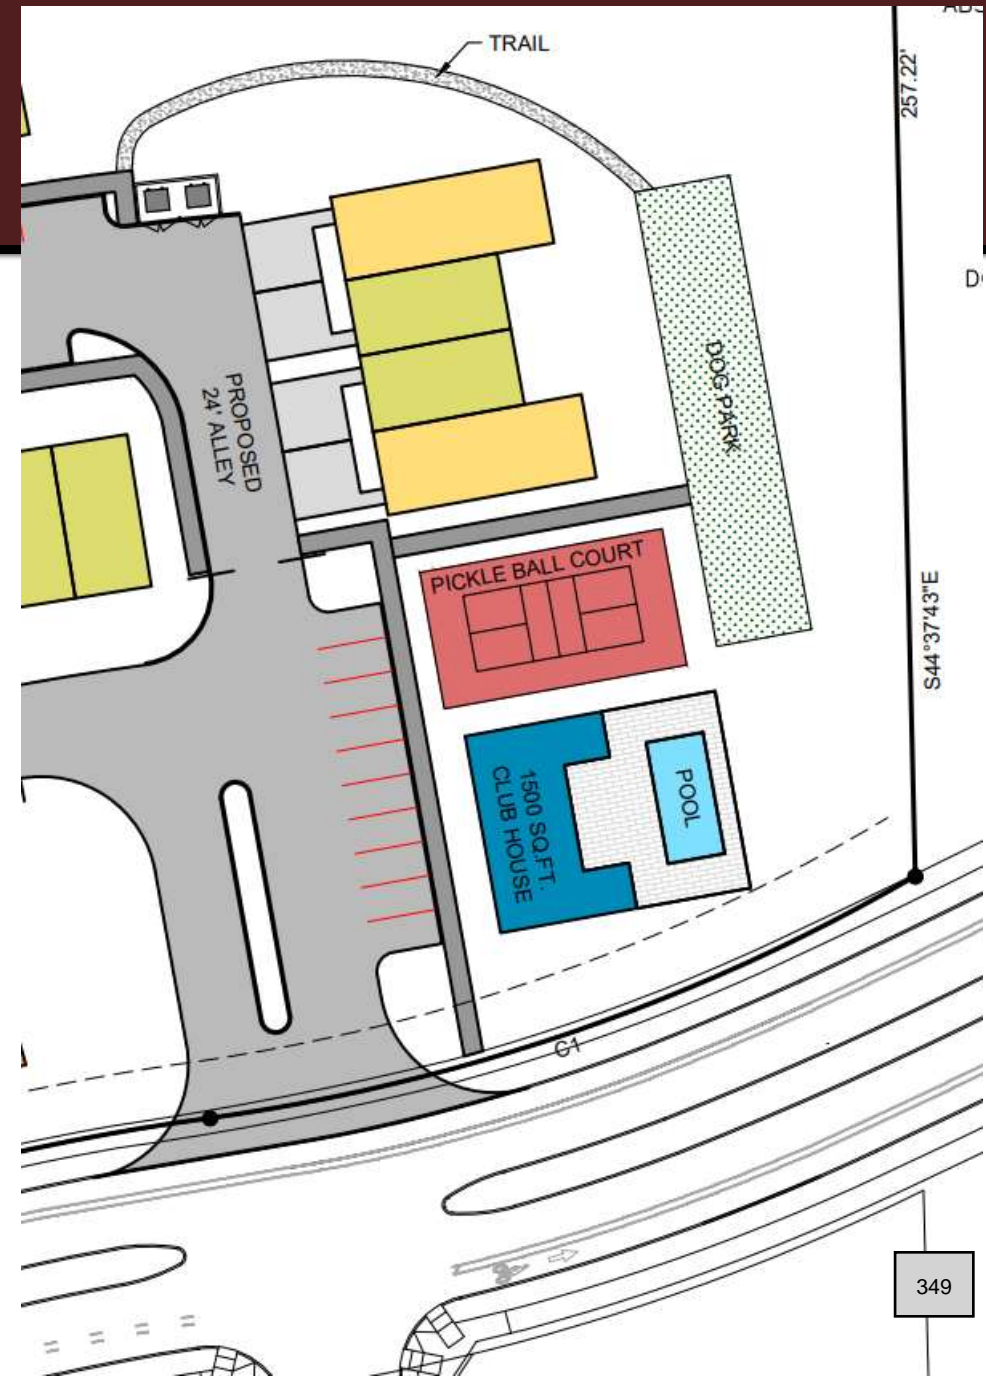 TRAIL
257.22'
DOG PARK
PROPOSED
24' ALLEY
PICKLE BALL COURT
S44°37'43"E
1500 SQ.FT.
CLUB HOUSE
POOL
C1
349